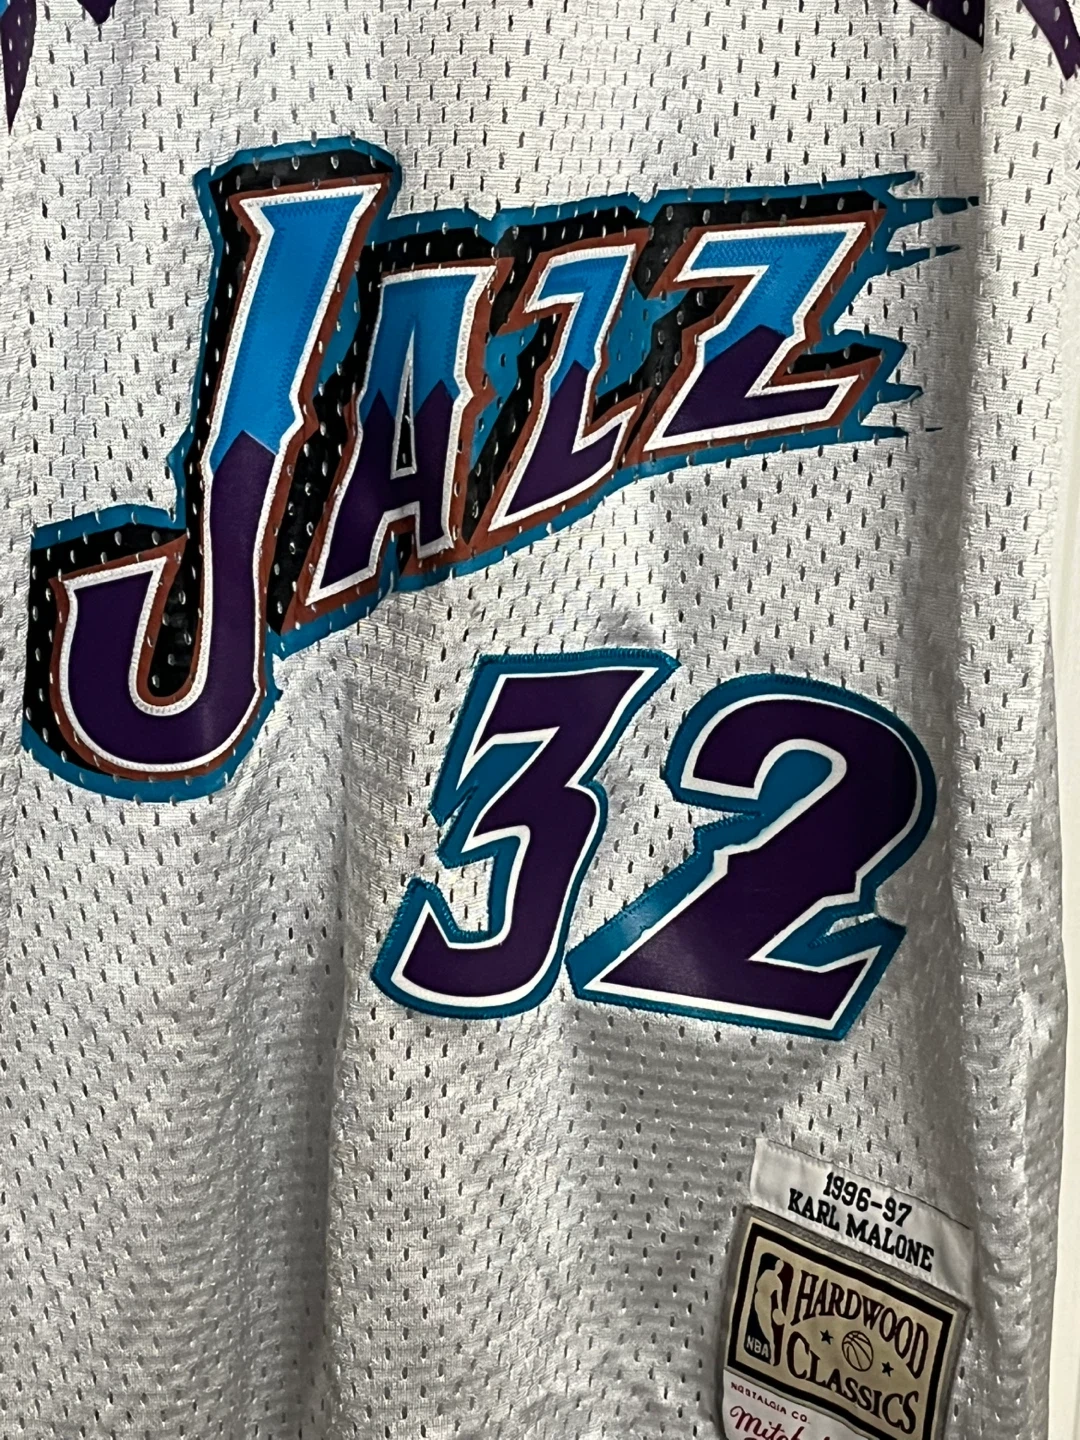 JAZZ
32
1996-97
KARL MALONE
HARDWOOD
CLASSICS
NBA
NOSTALGIA CO.